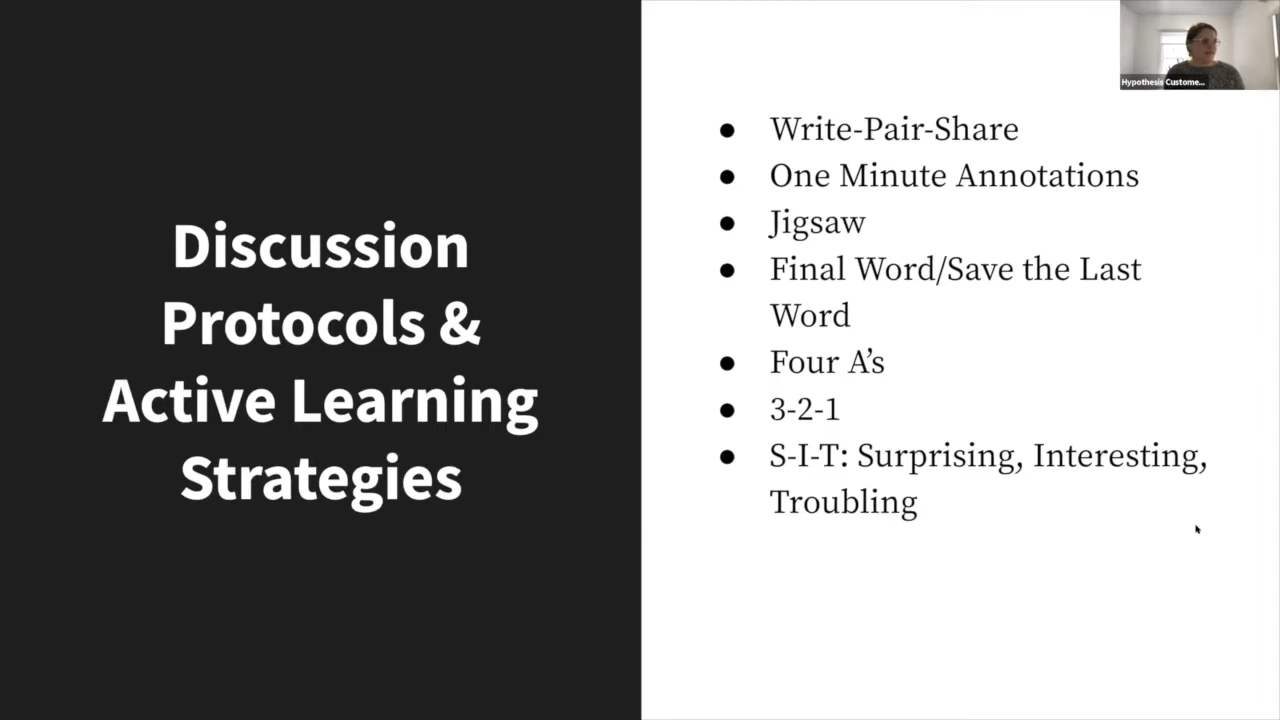 Discussion
Protocols &
Active Learning
Strategies
Hypothesis Custome...
● Write-Pair-Share
● One Minute Annotations
● Jigsaw
● Final Word/Save the Last
Word
● Four A’s
● 3-2-1
● S-I-T: Surprising, Interesting,
Troubling